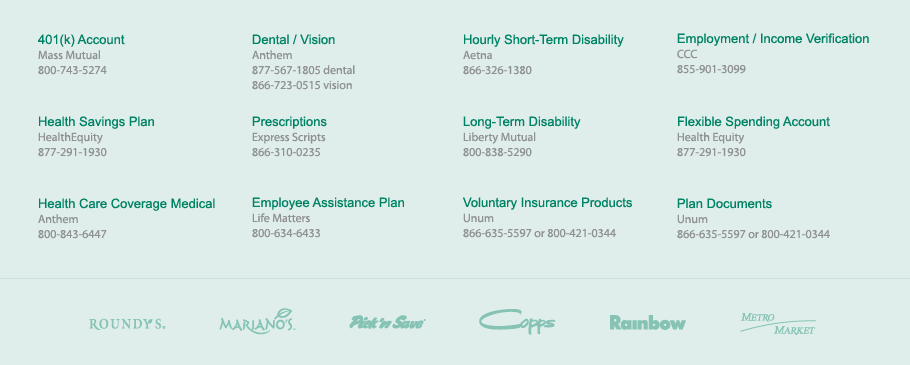 401(k) Account
Mass Mutual
800-743-5274
Dental / Vision
Anthem
877-567-1805 dental
866-723-0515 vision
Hourly Short-Term Disability
Aetna
866-326-1380
Employment / Income Verification
CCC
855-901-3099
Health Savings Plan
HealthEquity
877-291-1930
Prescriptions
Express Scripts
866-310-0235
Long-Term Disability
Liberty Mutual
800-838-5290
Flexible Spending Account
Health Equity
877-291-1930
Health Care Coverage Medical
Anthem
800-843-6447
Employee Assistance Plan
Life Matters
800-634-6433
Voluntary Insurance Products
Unum
866-635-5597 or 800-421-0344
Plan Documents
Unum
866-635-5597 or 800-421-0344
ROUNDY'S.
MARIANO'S.
Pick 'n Save
Copps
Rainbow
METRO
MARKET